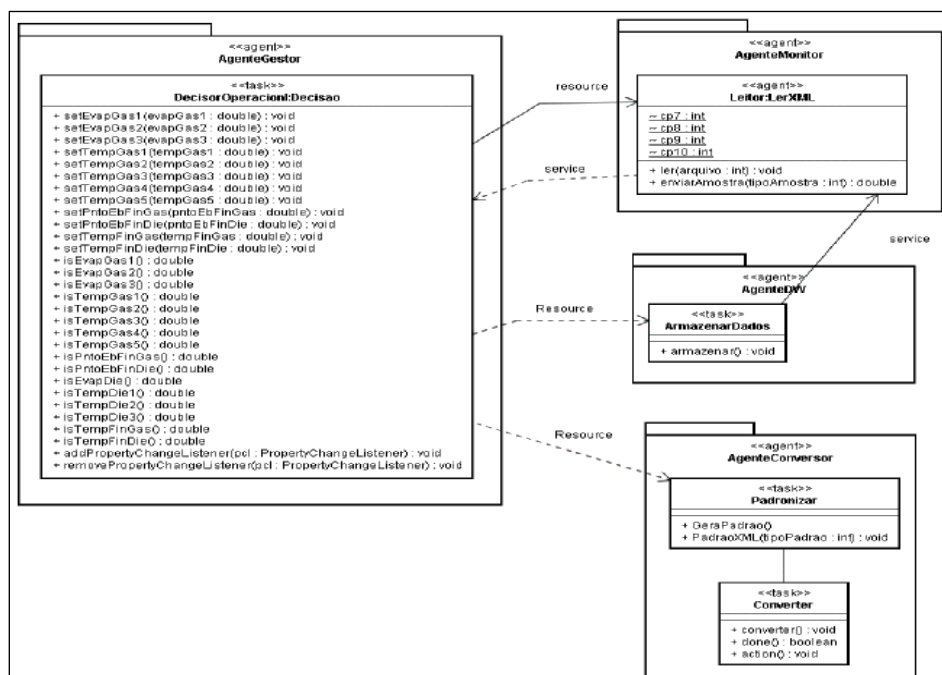 <<agent>>
AgenteGestor
<<task>>
DecisorOperacionl:Decisao
+ setEvapGas1(evapGas1 : double) : void
+ setEvapGas2(evapGas2 : double) : void
+ setEvapGas3(evapGas3 : double) : void
+ setTempGas1(tempGas1 : double) : void
+ setTempGas2(tempGas2 : double) : void
+ setTempGas3(tempGas3 : double) : void
+ setTempGas4(tempGas4 : double) : void
+ setTempGas5(tempGas5 : double) : void
+ setPntoEbFinGas(pntoEbFinGas : double) : void
+ setPntoEbFinDie(pntoEbFinDie : double) : void
+ setTempFinGas(tempFinGas : double) : void
+ setTempFinDie(tempFinDie : double) : void
+ isEvapGas1() : double
+ isEvapGas2() : double
+ isEvapGas3() : double
+ isTempGas1() : double
+ isTempGas2() : double
+ isTempGas3() : double
+ isTempGas4() : double
+ isTempGas5() : double
+ isPntoEbFinGas() : double
+ isPntoEbFinDie() : double
+ isEvapDie() : double
+ isTempDie1() : double
+ isTempDie2() : double
+ isTempDie3() : double
+ isTempFinGas() : double
+ isTempFinDie() : double
+ addPropertyChangeListener(pcl : PropertyChangeListener) : void
+ removePropertyChangeListener(pcl : PropertyChangeListener) : void
resource
service
Resource
Resource
<<agent>>
AgenteMonitor
<<agent>>
Leitor:LerXML
~ cp7 : int
~ cp8 : int
~ cp9 : int
~ cp10 : int
+ ler(arquivo : int) : void
+ enviarAmostra(tipoAmostra : int) : double
service
<<agent>>
AgenteDW
<<task>>
ArmazenarDados
+ armazenar() : void
<<agent>>
AgenteConversor
<<task>>
Padronizar
+ GeraPadrao()
+ PadraoXML(tipoPadrao : int) : void
<<task>>
Converter
+ converter() : void
+ done() : boolean
+ action() : void